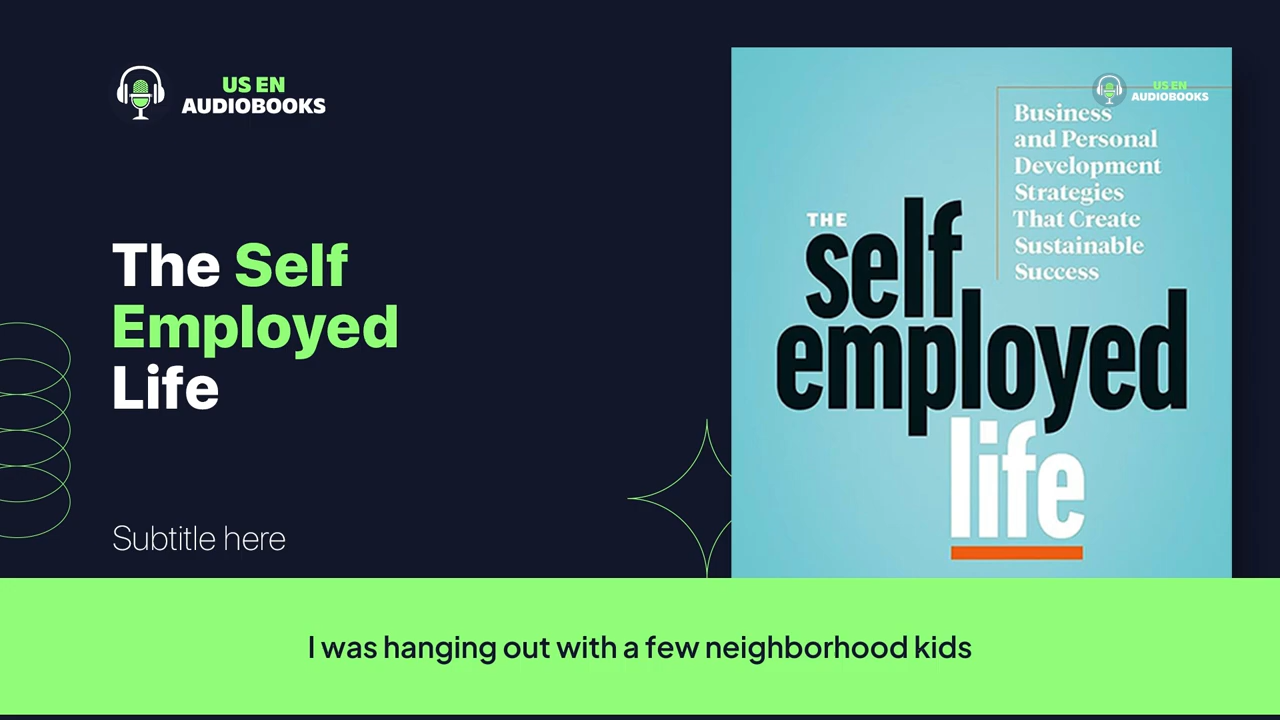 US EN
AUDIOBOOKS
The Self
Employed
Life
Subtitle here
US EN
AUDIOBOOKS
Business
and Personal
Development
Strategies
That Create
Sustainable
Success
THE
self
employed
life
I was hanging out with a few neighborhood kids